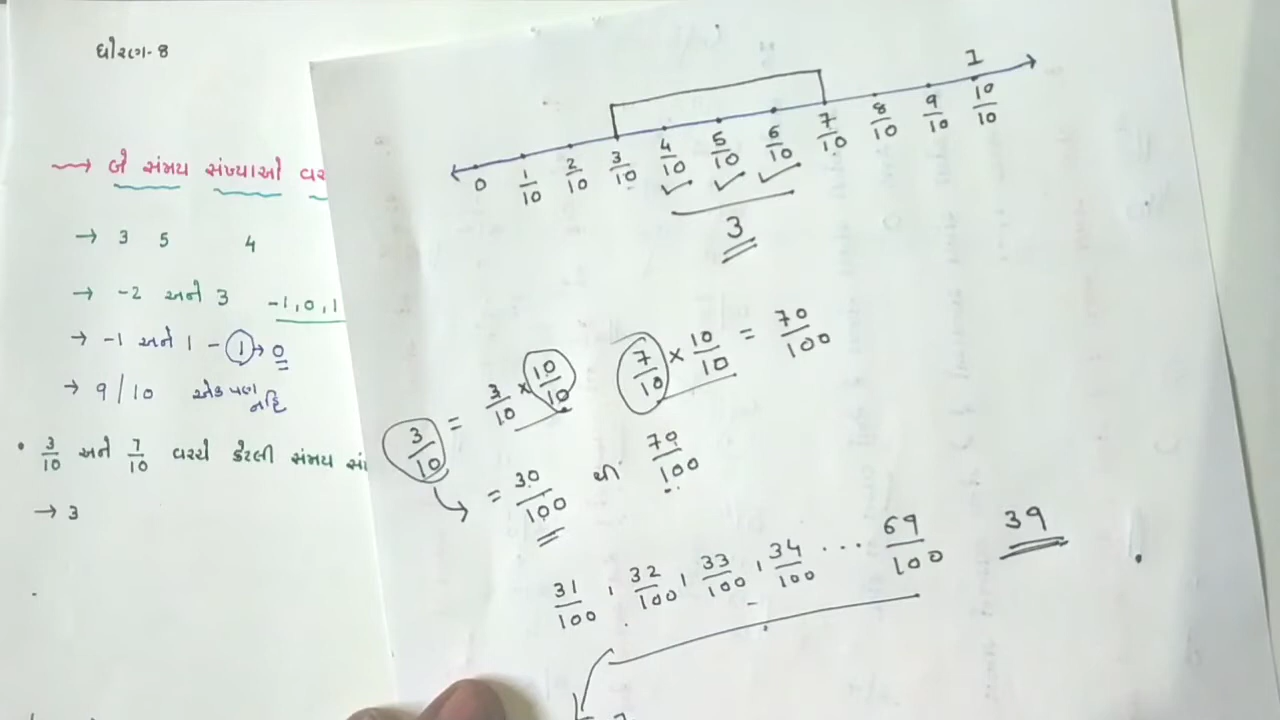 ધોરણ-8
બે સંમય સંખ્યાઓ
→ 3 5 4
→ -2 અને 3 -1, 0, 1
→ -1 અને 1 - 1 → 0
→ 9/10 એકપણ નહિ
• 3/10 અને 7/10 વચ્ચે કેટલી સંમય
→ 3
1
0 1/10 2/10 3/10 4/10 5/10 6/10 7/10 8/10 9/10 10/10
3
3/10 = 3/10 × 10/10 7/10 × 10/10 = 70/100
= 30/100 થી 70/100
31/100, 32/100, 33/100, 34/100 ... 69/100 39